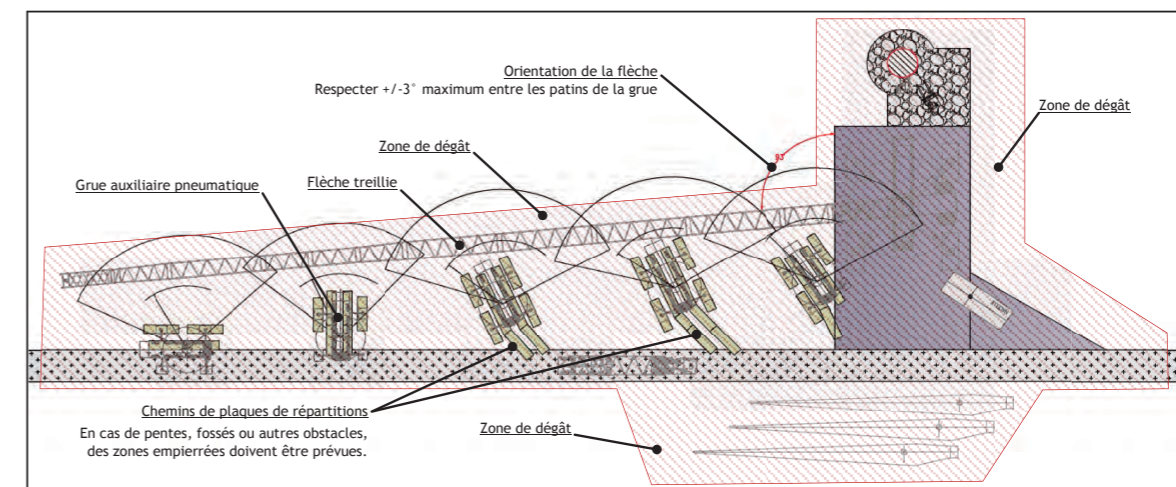 Orientation de la flèche
Respecter +/-3° maximum entre les patins de la grue
Zone de dégât
Zone de dégât
Grue auxiliaire pneumatique
Flèche treillie
Chemins de plaques de répartitions
En cas de pentes, fossés ou autres obstacles,
des zones empierrées doivent être prévues.
Zone de dégât